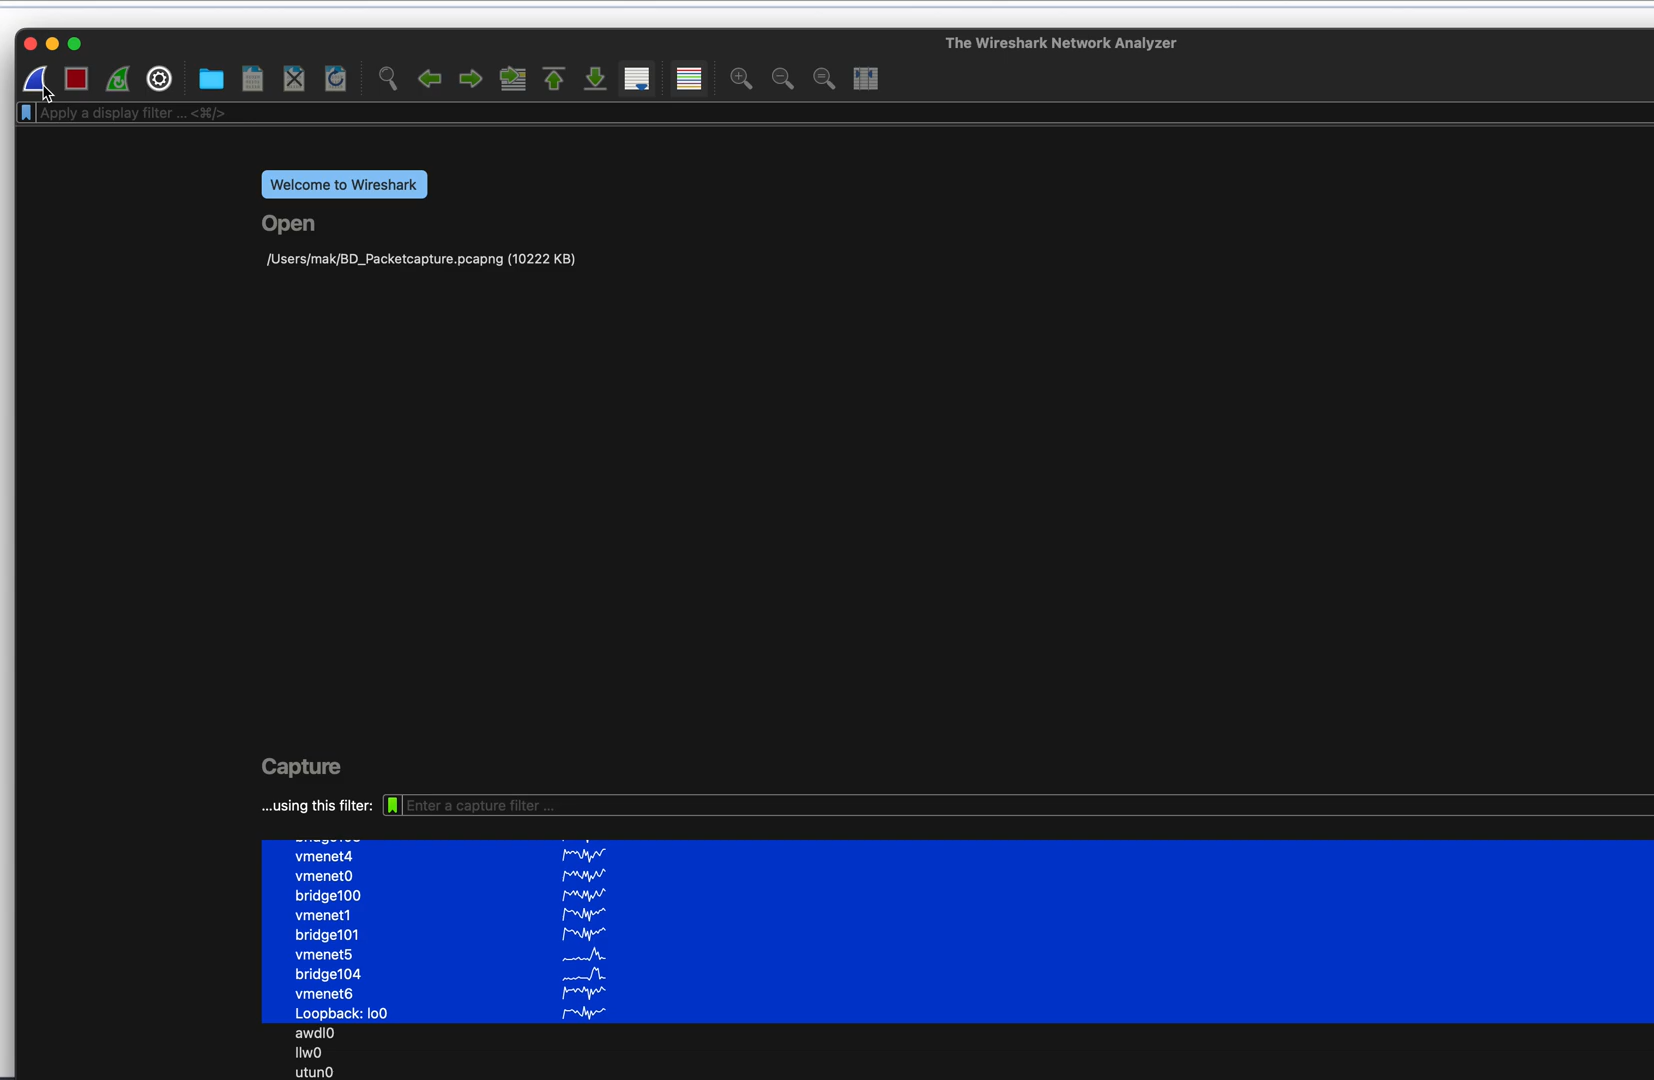 The Wireshark Network Analyzer
Apply a display filter ... <⌘/>
Welcome to Wireshark
Open
/Users/mak/BD_Packetcapture.pcapng (10222 KB)
Capture
...using this filter:
Enter a capture filter ...
vmenet4
vmenet0
bridge100
vmenet1
bridge101
vmenet5
bridge104
vmenet6
Loopback: lo0
awdl0
llw0
utun0